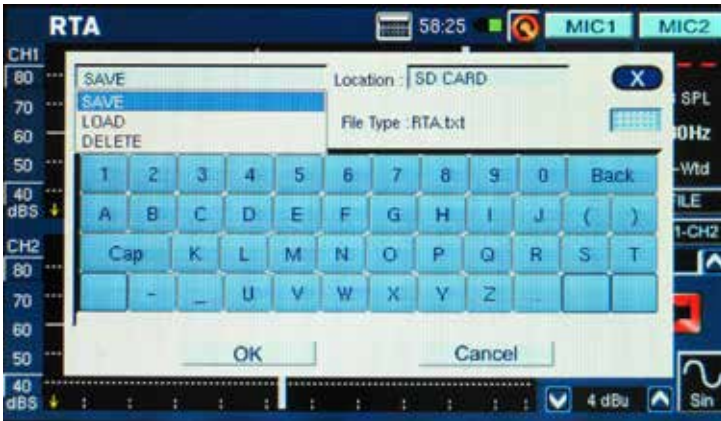 RTA 58:25 MIC1 MIC2
CH1
80 SAVE Location : SD CARD X
70 SAVE SPL
LOAD File Type :RTA.txt
60 DELETE 0Hz
50 1 2 3 4 5 6 7 8 9 0 Back -Wtd
40 ILE
dBS A B C D E F G H I J ( )
1-CH2
CH2 Cap K L M N O P Q R S T
80
70 - _ U V W X Y Z .
60
50 OK Cancel
40
dBS 4 dBu Sin